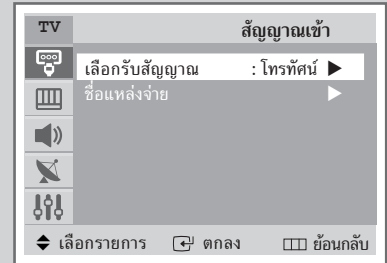 TV สัญญาณเข้า
เลือกรับสัญญาณ : โทรทัศน์ ▶
ชื่อแหล่งจ่าย ▶
เลือกรายการ ตกลง ย้อนกลับ